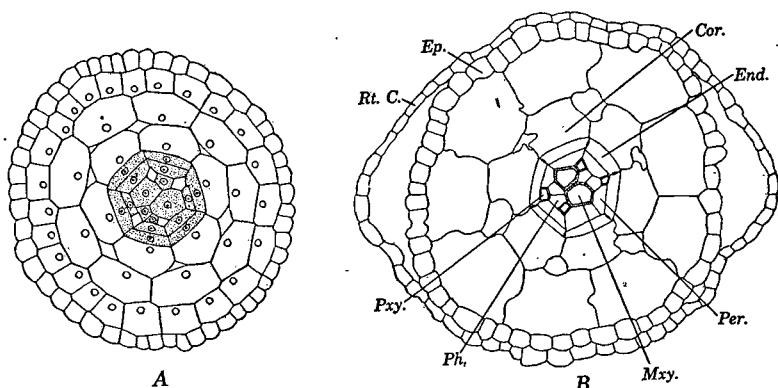 Cor.
Ep.
End.
Rt. C.
Pxy.
Per.
Ph.
Mxy.
A
B